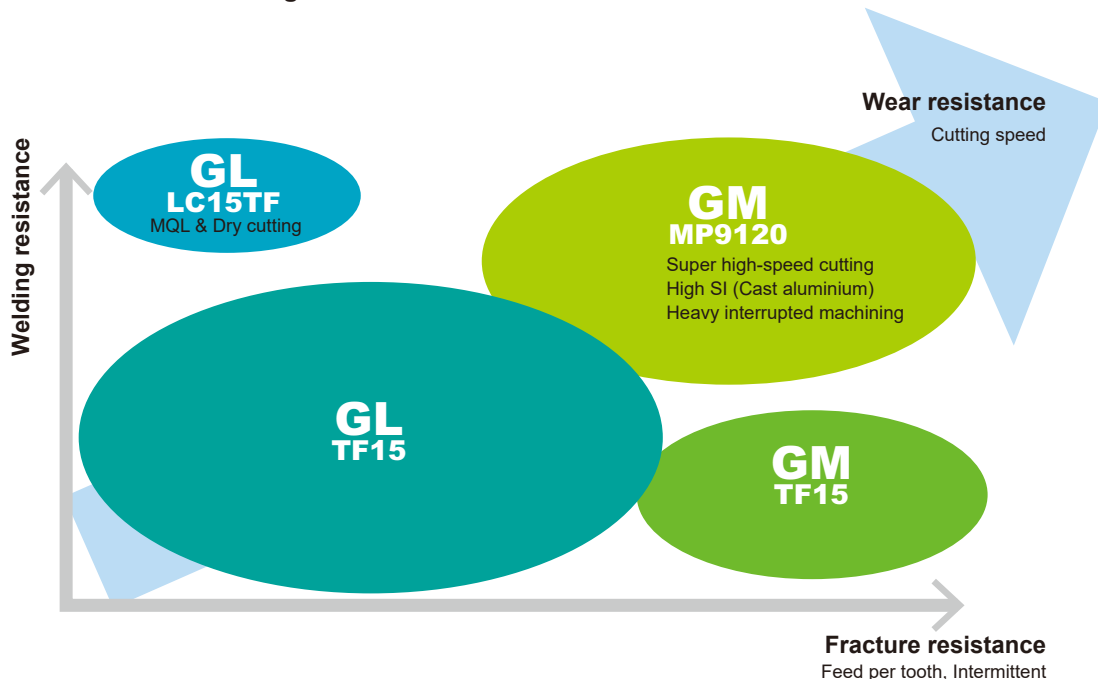 Wear resistance
Cutting speed
Welding resistance
GL
LC15TF
MQL & Dry cutting
GM
MP9120
Super high-speed cutting
High SI (Cast aluminium)
Heavy interrupted machining
GL
TF15
GM
TF15
Fracture resistance
Feed per tooth, Intermittent